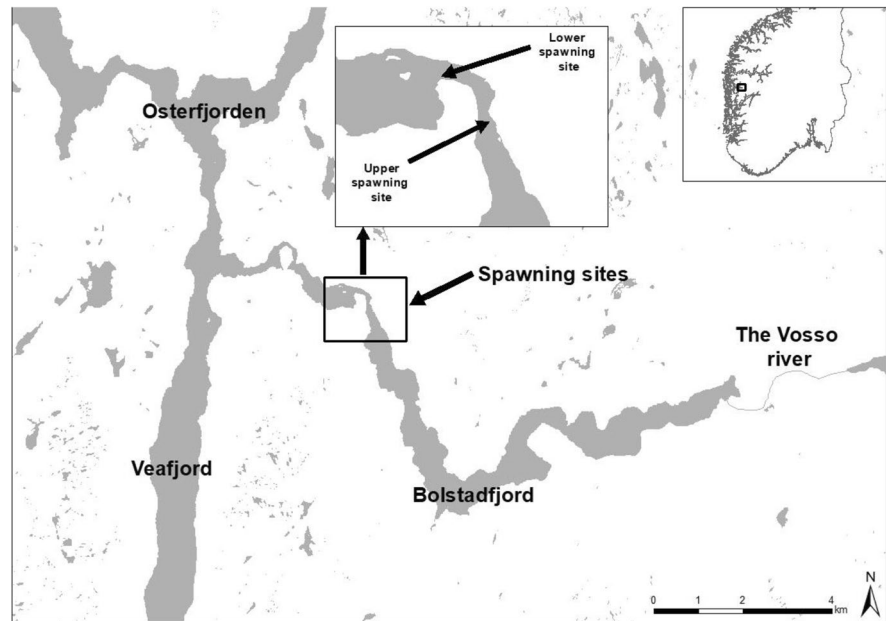 Lower
spawning
site
Osterfjorden
Upper
spawning
site
Spawning sites
The Vosso
river
Veafjord
Bolstadfjord
N
0 1 2 4
km